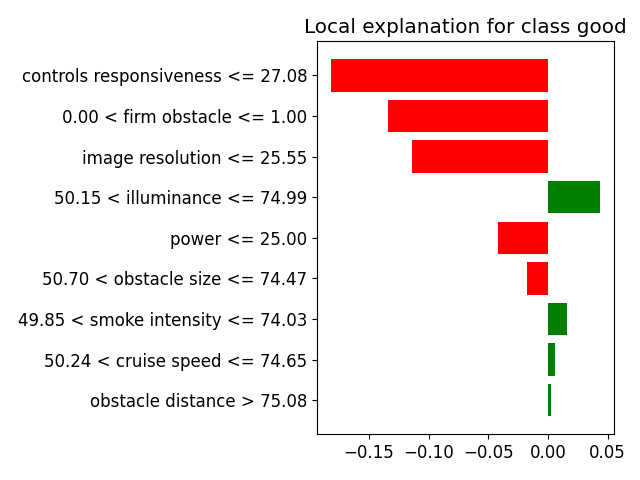 Local explanation for class good
controls responsiveness <= 27.08
0.00 < firm obstacle <= 1.00
image resolution <= 25.55
50.15 < illuminance <= 74.99
power <= 25.00
50.70 < obstacle size <= 74.47
49.85 < smoke intensity <= 74.03
50.24 < cruise speed <= 74.65
obstacle distance > 75.08
−0.15 −0.10 −0.05 0.00 0.05